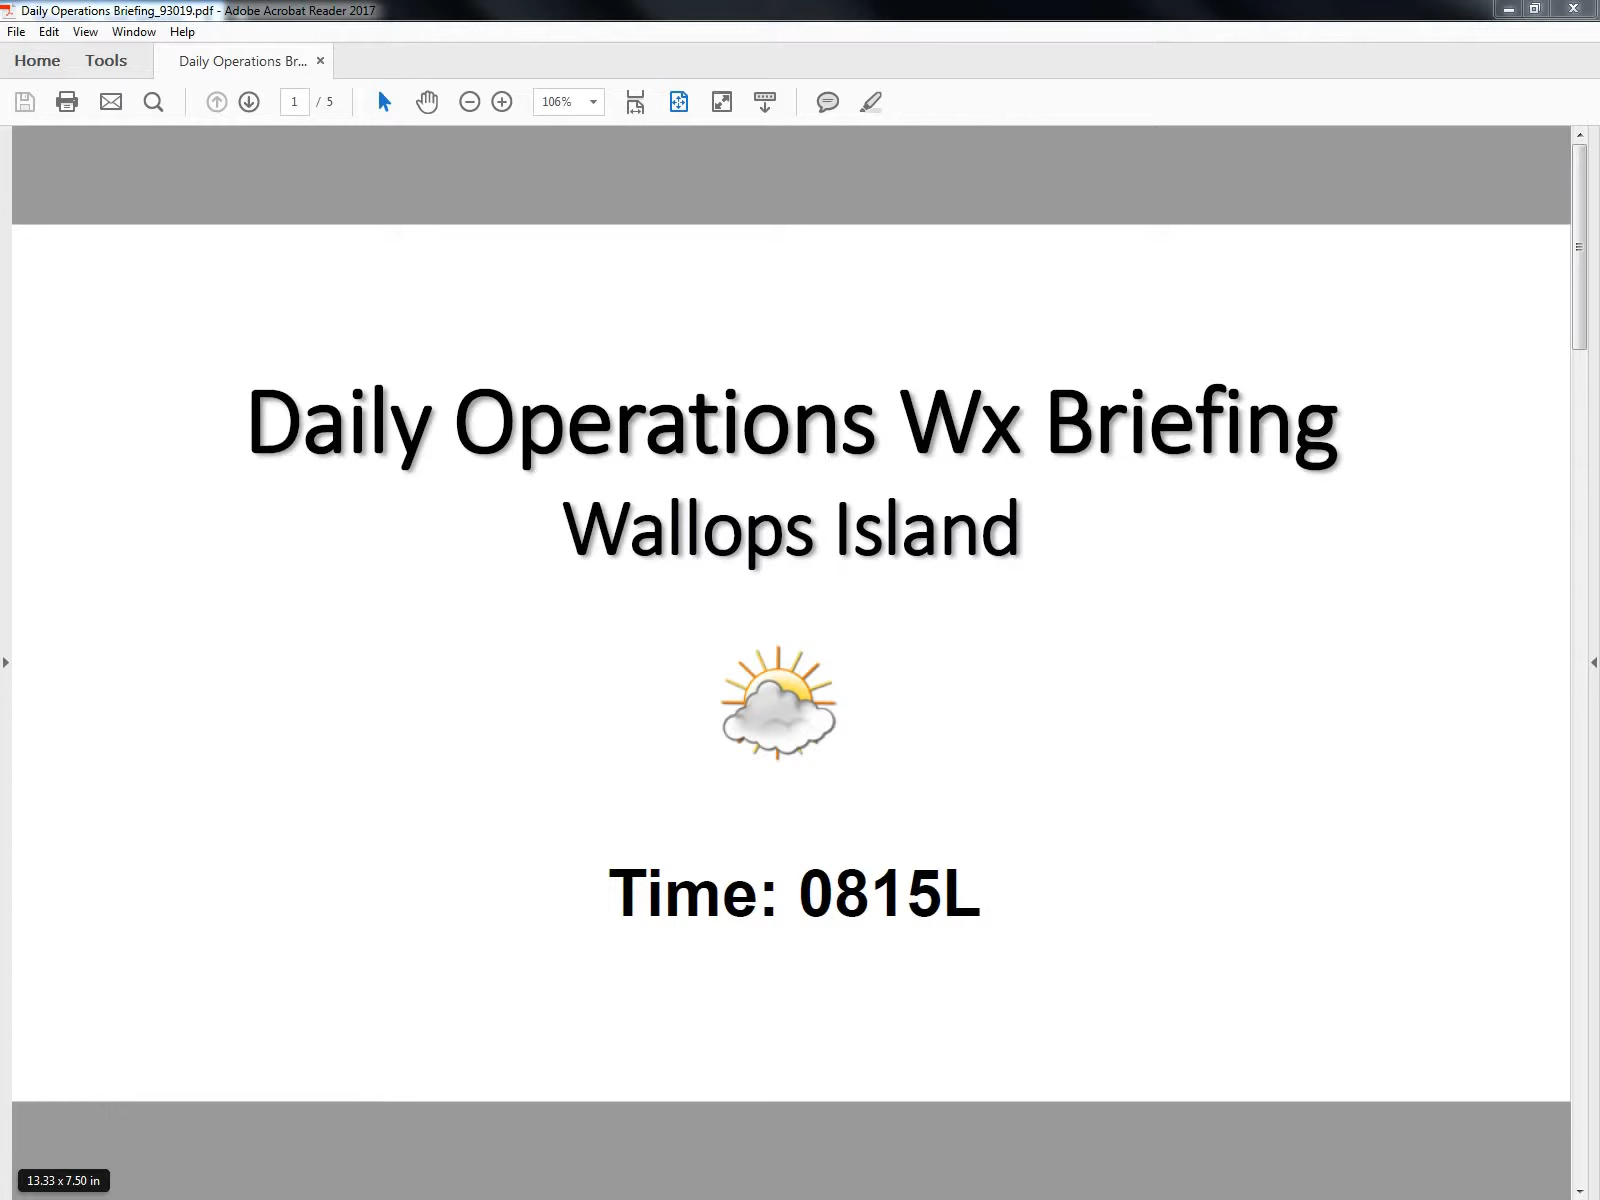 Daily Operations Briefing_93019.pdf - Adobe Acrobat Reader 2017
File Edit View Window Help
Home Tools Daily Operations Br...
1 / 5 106%
Daily Operations Wx Briefing
Wallops Island
Time: 0815L
13.33 x 7.50 in